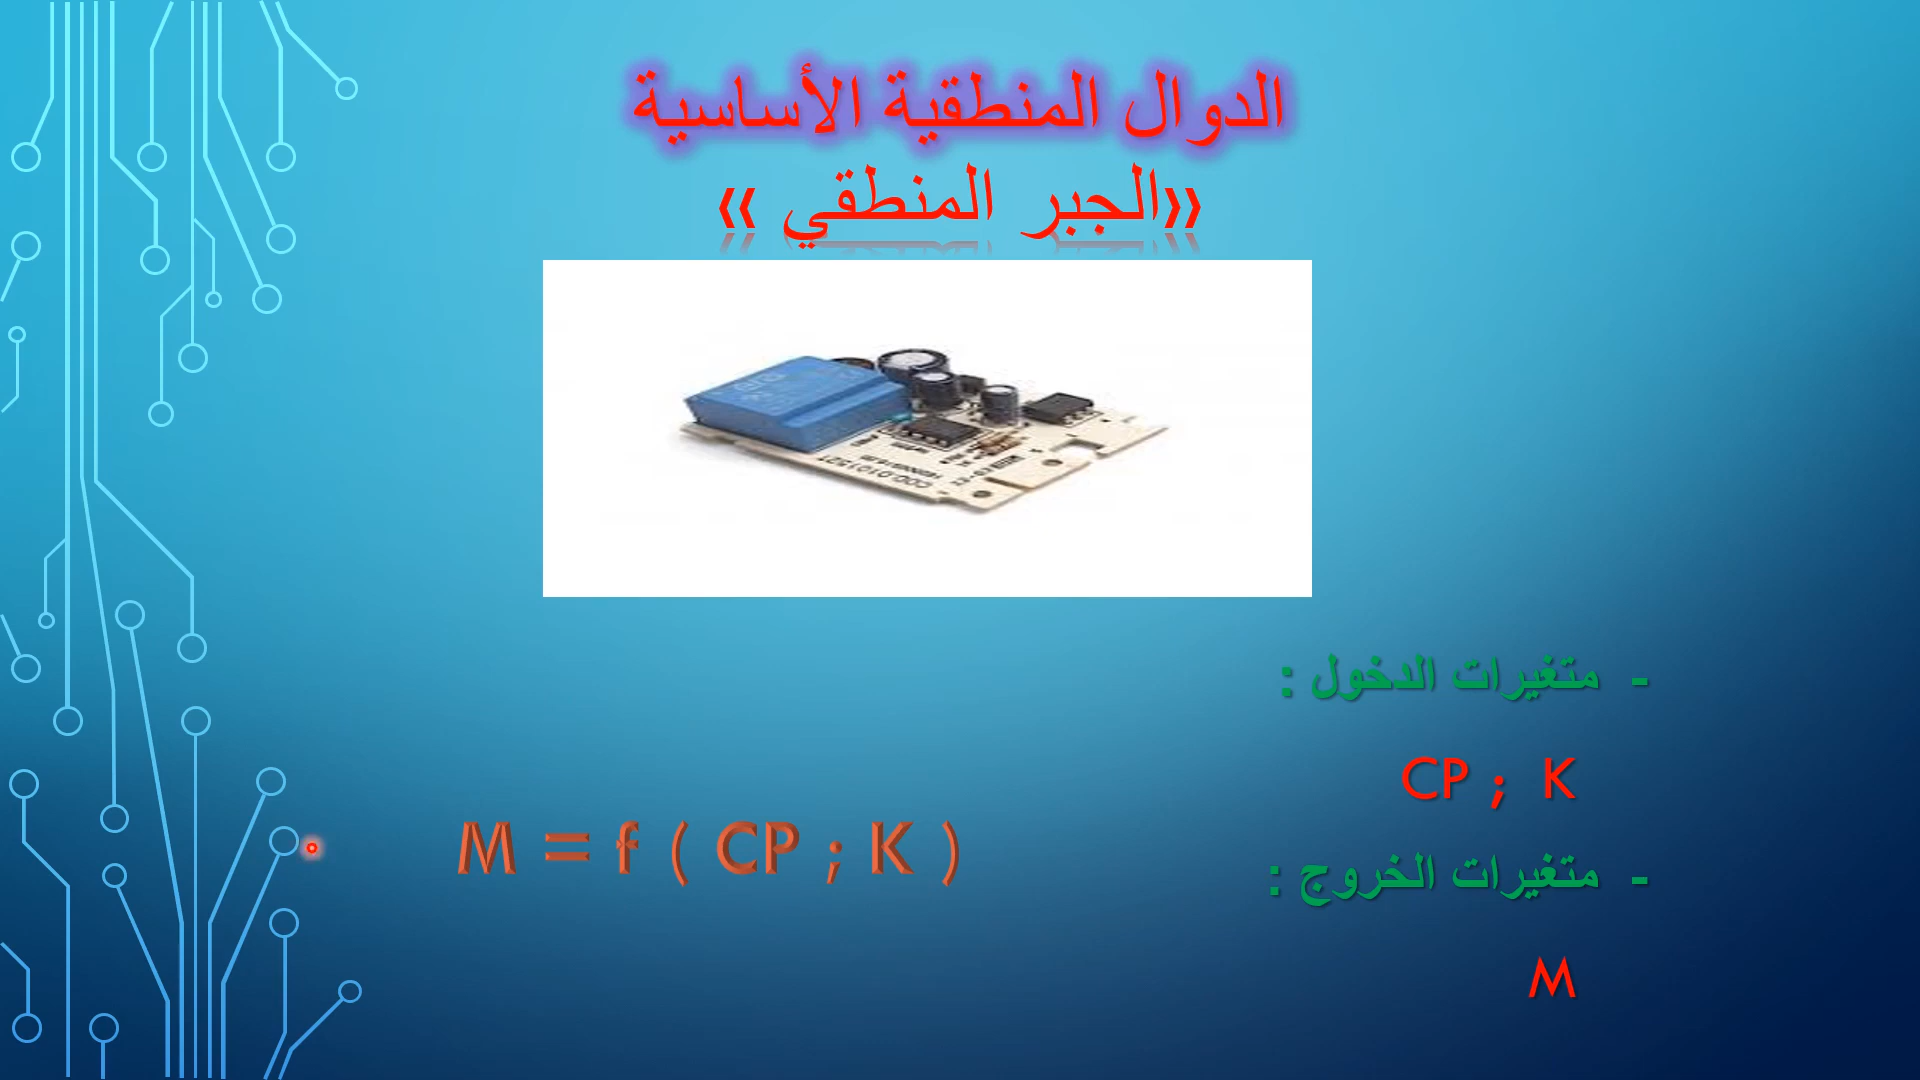 الدوال المنطقية الأساسية
«الجبر المنطقي »
- متغيرات الدخول :
CP ; K
M = f ( CP ; K )
- متغيرات الخروج :
M